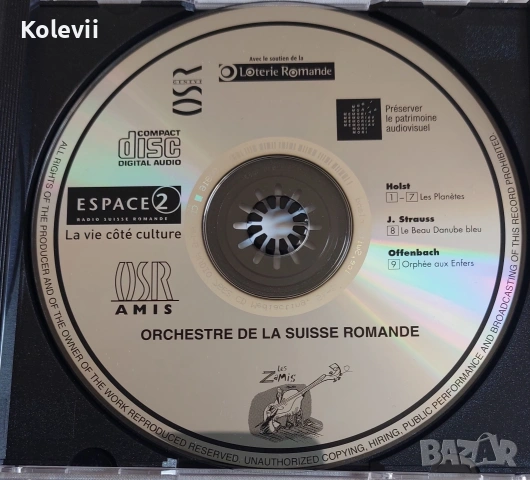 Kolevii
OSR
Avec le soutien de la
LOTERIE ROMANDE
COMPACT
disc
DIGITAL AUDIO
Préserver
le patrimoine
audiovisuel
ESPACE 2
RADIO SUISSE ROMANDE
La vie côté culture
Holst
1 - 7 Les Planètes
J. Strauss
8 Le Beau Danube bleu
Offenbach
9 Orphée aux Enfers
OSR
AMIS
ORCHESTRE DE LA SUISSE ROMANDE
Les
Zamis
ALL RIGHTS OF THE PRODUCER AND OF THE OWNER OF THE WORK REPRODUCED RESERVED. UNAUTHORIZED COPYING, HIRING, PUBLIC PERFORMANCE AND BROADCASTING OF THIS RECORD PROHIBITED.
BAZAR